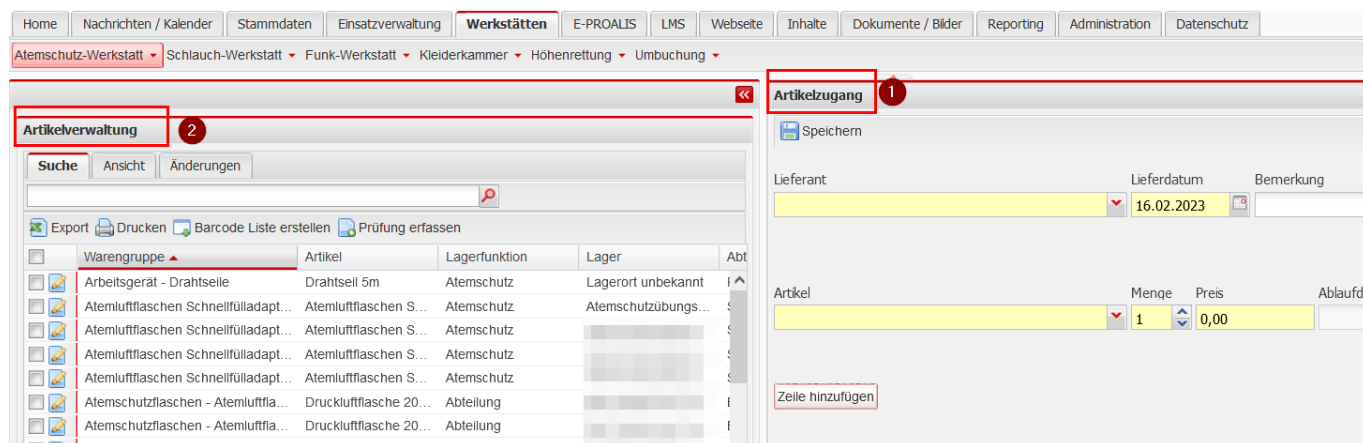 Home Nachrichten / Kalender Stammdaten Einsatzverwaltung Werkstätten E-PROALIS LMS Webseite Inhalte Dokumente / Bilder Reporting Administration Datenschutz
Atemschutz-Werkstatt Schlauch-Werkstatt Funk-Werkstatt Kleiderkammer Höhenrettung Umbuchung
Artikelverwaltung 2
Suche Ansicht Änderungen
Export Drucken Barcode Liste erstellen Prüfung erfassen
Warengruppe Artikel Lagerfunktion Lager Abt
Arbeitsgerät - Drahtseile Drahtseil 5m Atemschutz Lagerort unbekannt
Atemluftflaschen Schnellfülladapt... Atemluftflaschen S... Atemschutz Atemschutzübungs...
Atemluftflaschen Schnellfülladapt... Atemluftflaschen S... Atemschutz
Atemluftflaschen Schnellfülladapt... Atemluftflaschen S... Atemschutz
Atemluftflaschen Schnellfülladapt... Atemluftflaschen S... Atemschutz
Atemschutzflaschen - Atemluftfla... Druckluftflasche 20... Abteilung
Atemschutzflaschen - Atemluftfla... Druckluftflasche 20... Abteilung
Artikelzugang 1
Speichern
Lieferant Lieferdatum Bemerkung
16.02.2023
Artikel Menge Preis Ablaufd
1 0,00
Zeile hinzufügen